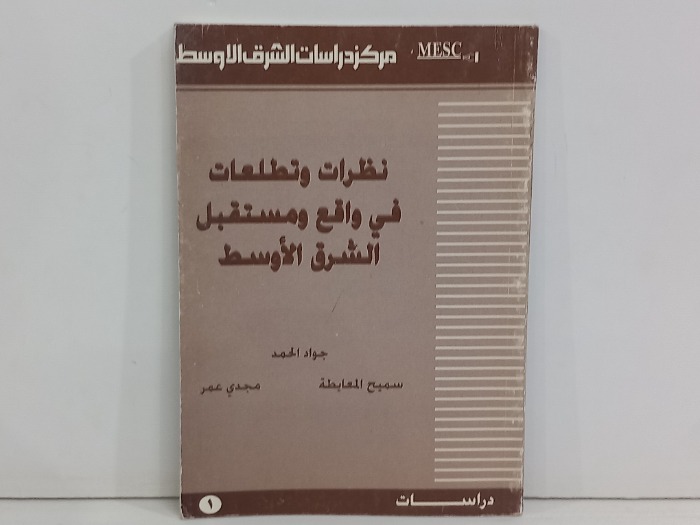 MESC مركز دراسات الشرق الاوسط
نظرات وتطلعات
في واقع ومستقبل
الشرق الأوسط
جواد الحمد
سميح المعايطة مجدي عمر
دراسات ١